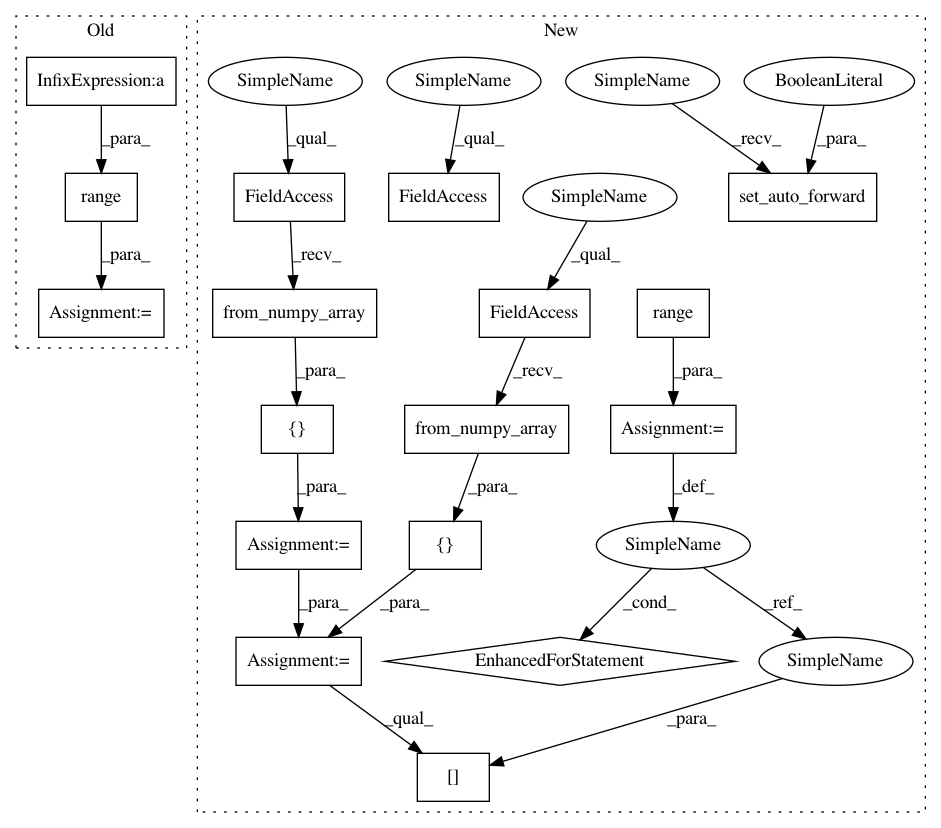 Old
New
InfixExpression:a
SimpleName
SimpleName
SimpleName
BooleanLiteral
_para_
_qual_
_qual_
_recv_
_para_
range
FieldAccess
FieldAccess
SimpleName
set_auto_forward
_para_
_recv_
_qual_
Assignment:=
from_numpy_array
FieldAccess
range
_para_
_recv_
_para_
{}
from_numpy_array
Assignment:=
_para_
_para_
_def_
Assignment:=
{}
SimpleName
_para_
_para_
_cond_
_ref_
Assignment:=
EnhancedForStatement
SimpleName
_qual_
_para_
[]